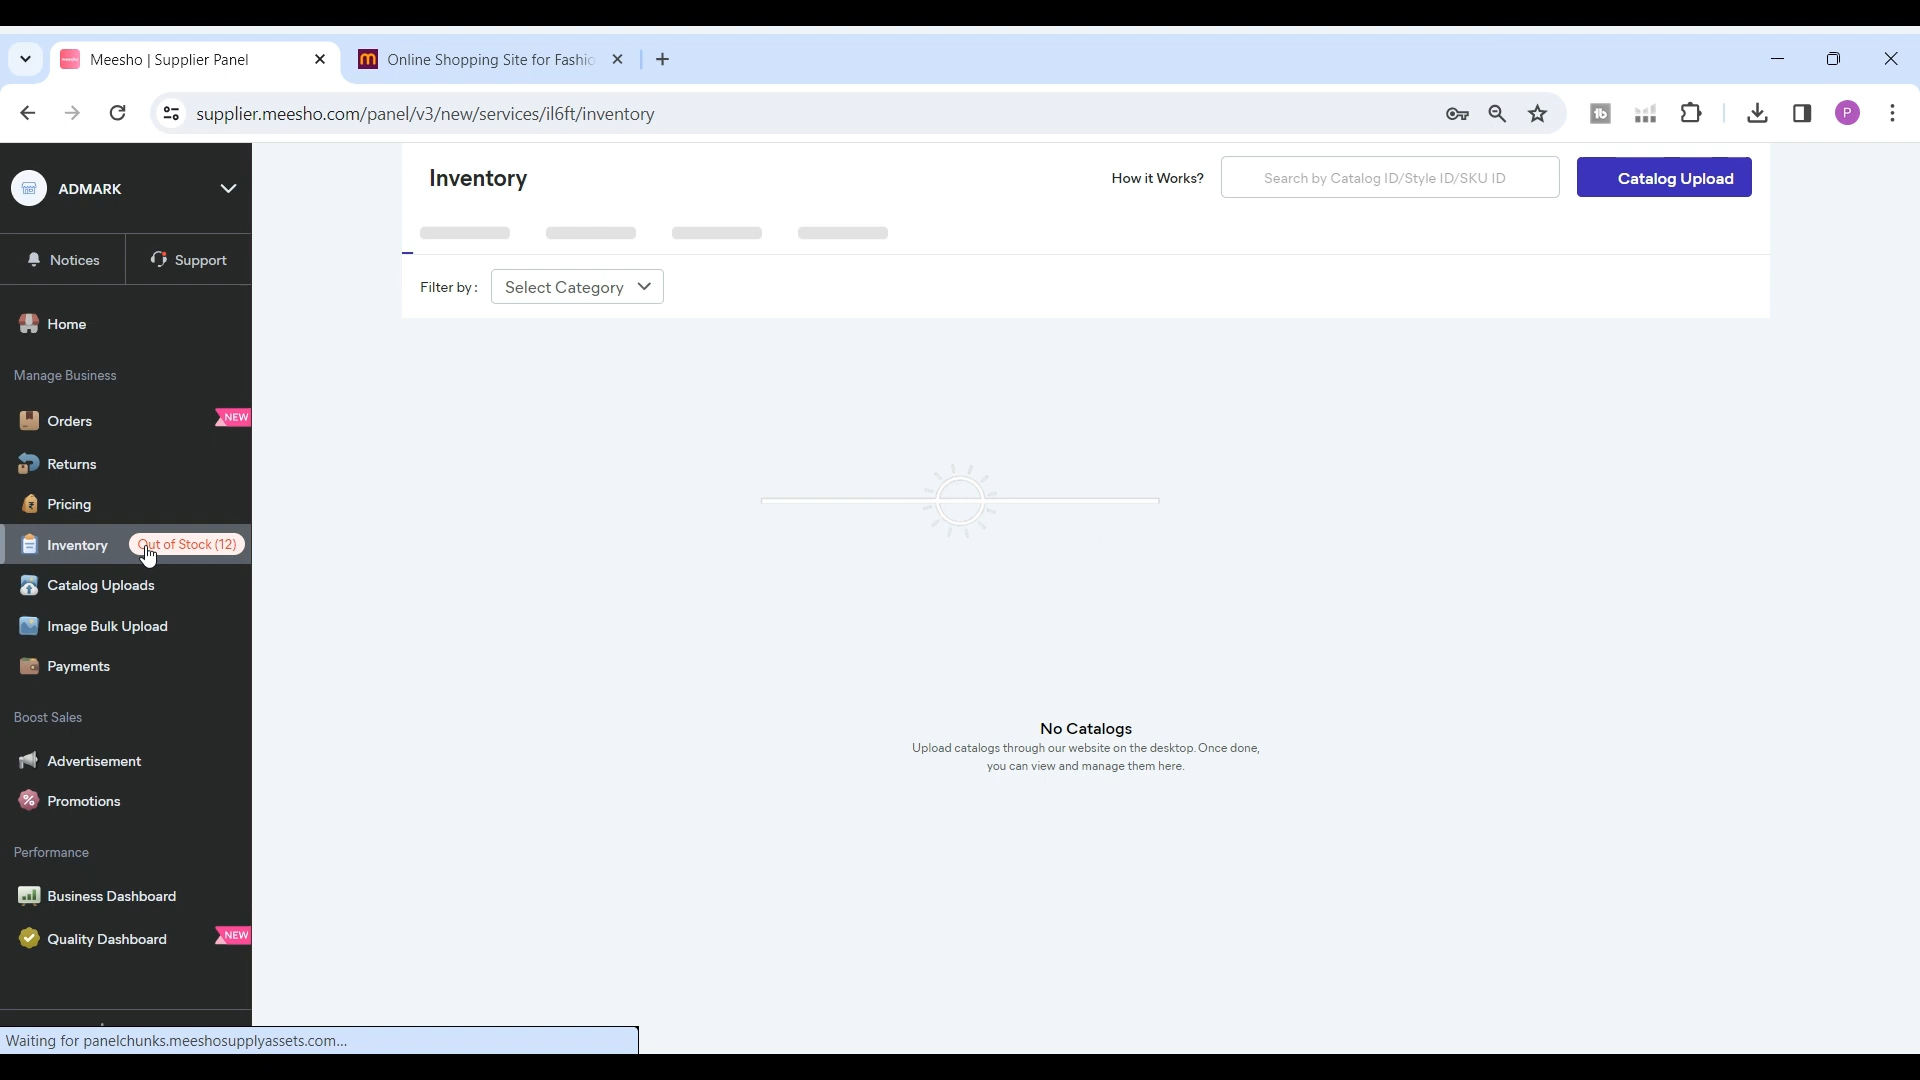 Meesho | Supplier Panel
Online Shopping Site for Fashio
supplier.meesho.com/panel/v3/new/services/il6ft/inventory
P
ADMARK
Notices
Support
Home
Manage Business
Orders
NEW
Returns
Pricing
Inventory
Out of Stock (12)
Catalog Uploads
Image Bulk Upload
Payments
Boost Sales
Advertisement
Promotions
Performance
Business Dashboard
Quality Dashboard
NEW
Inventory
How it Works?
Search by Catalog ID/Style ID/SKU ID
Catalog Upload
Filter by :
Select Category
No Catalogs
Upload catalogs through our website on the desktop. Once done,
you can view and manage them here.
Waiting for panelchunks.meeshosupplyassets.com...